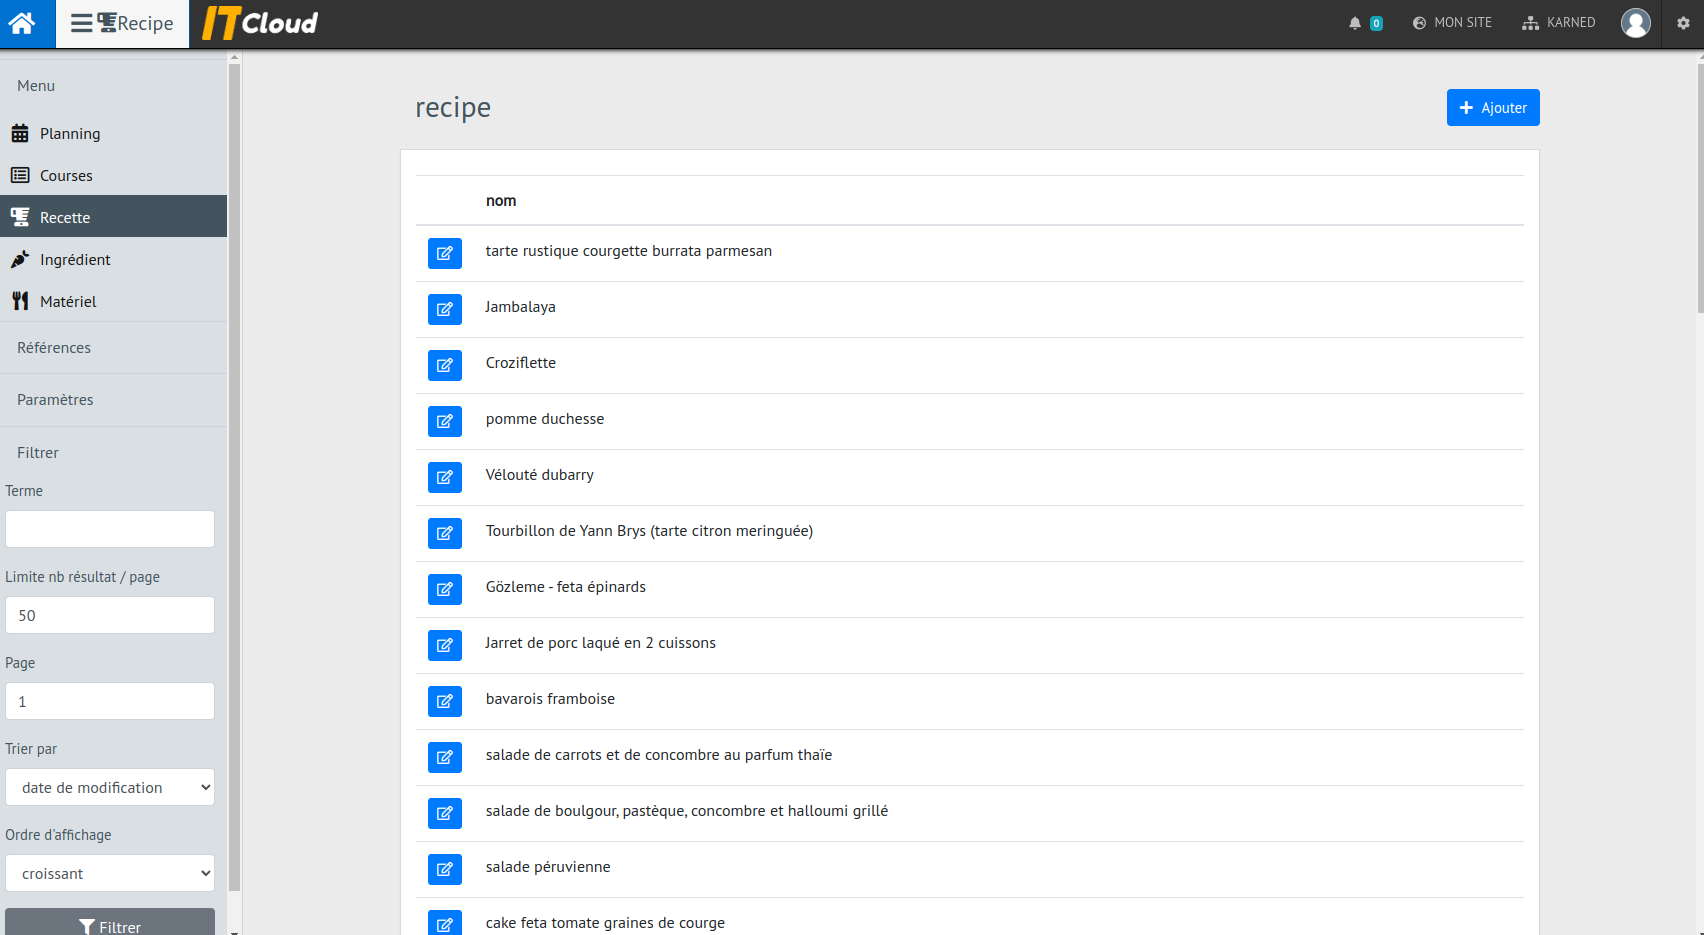 Recipe
ITCloud
0
MON SITE
KARNED
Menu
Planning
Courses
Recette
Ingrédient
Matériel
Références
Paramètres
Filtrer
Terme
Limite nb résultat / page
50
Page
1
Trier par
date de modification
Ordre d'affichage
croissant
Filtrer
recipe
Ajouter
nom
tarte rustique courgette burrata parmesan
Jambalaya
Croziflette
pomme duchesse
Vélouté dubarry
Tourbillon de Yann Brys (tarte citron meringuée)
Gözleme - feta épinards
Jarret de porc laqué en 2 cuissons
bavarois framboise
salade de carrots et de concombre au parfum thaïe
salade de boulgour, pastèque, concombre et halloumi grillé
salade péruvienne
cake feta tomate graines de courge